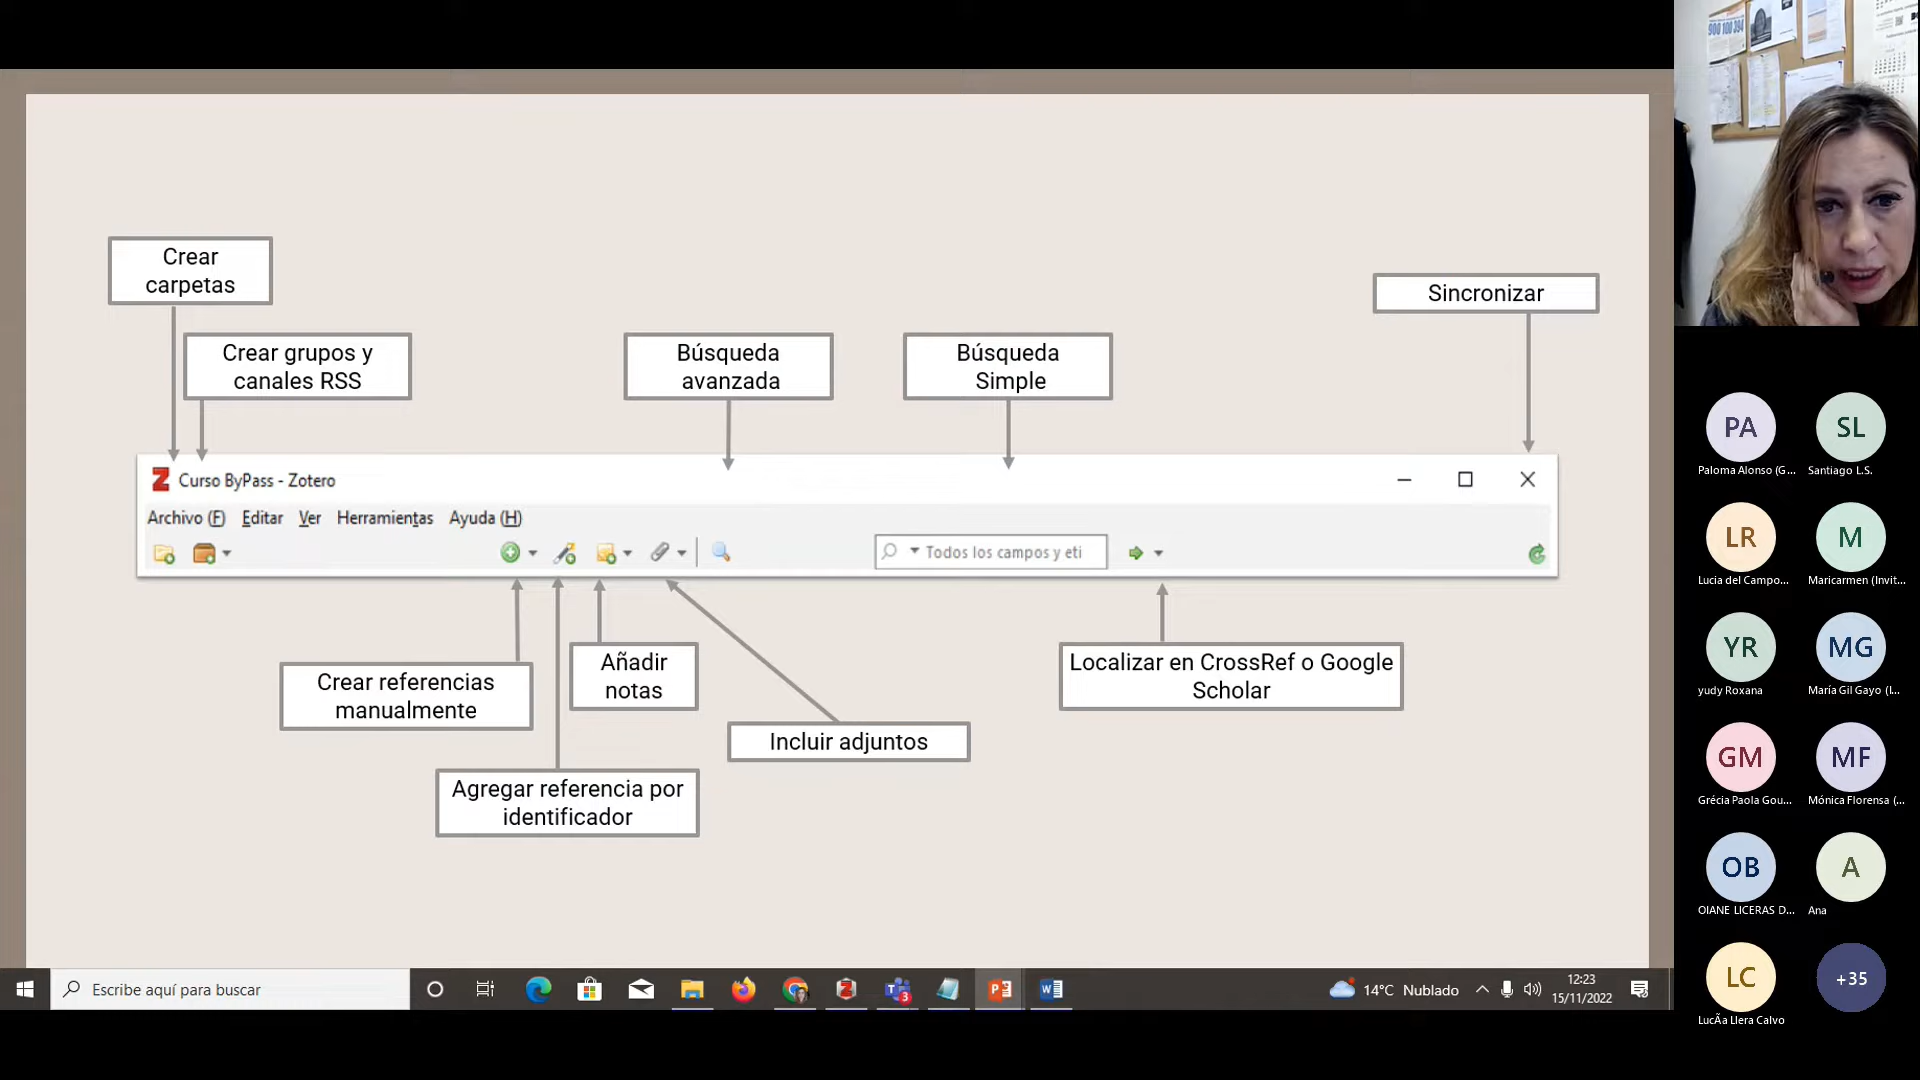 900 100 394
Crear
carpetas
Sincronizar
Crear grupos y
canales RSS
Búsqueda
avanzada
Búsqueda
Simple
Curso ByPass - Zotero
Archivo (F) Editar Ver Herramientas Ayuda (H)
Todos los campos y eti
Crear referencias
manualmente
Añadir
notas
Localizar en CrossRef o Google
Scholar
Incluir adjuntos
Agregar referencia por
identificador
PA
Paloma Alonso (G...
SL
Santiago L.S.
LR
Lucia del Campo...
M
Maricarmen (Invit...
YR
yudy Roxana
MG
María Gil Gayo (I...
GM
Grécia Paola Gou...
MF
Mónica Florensa (...
OB
OIANE LICERAS D...
A
Ana
LC
LucÃa Llera Calvo
+35
Escribe aquí para buscar
3
14°C Nublado
12:23
15/11/2022